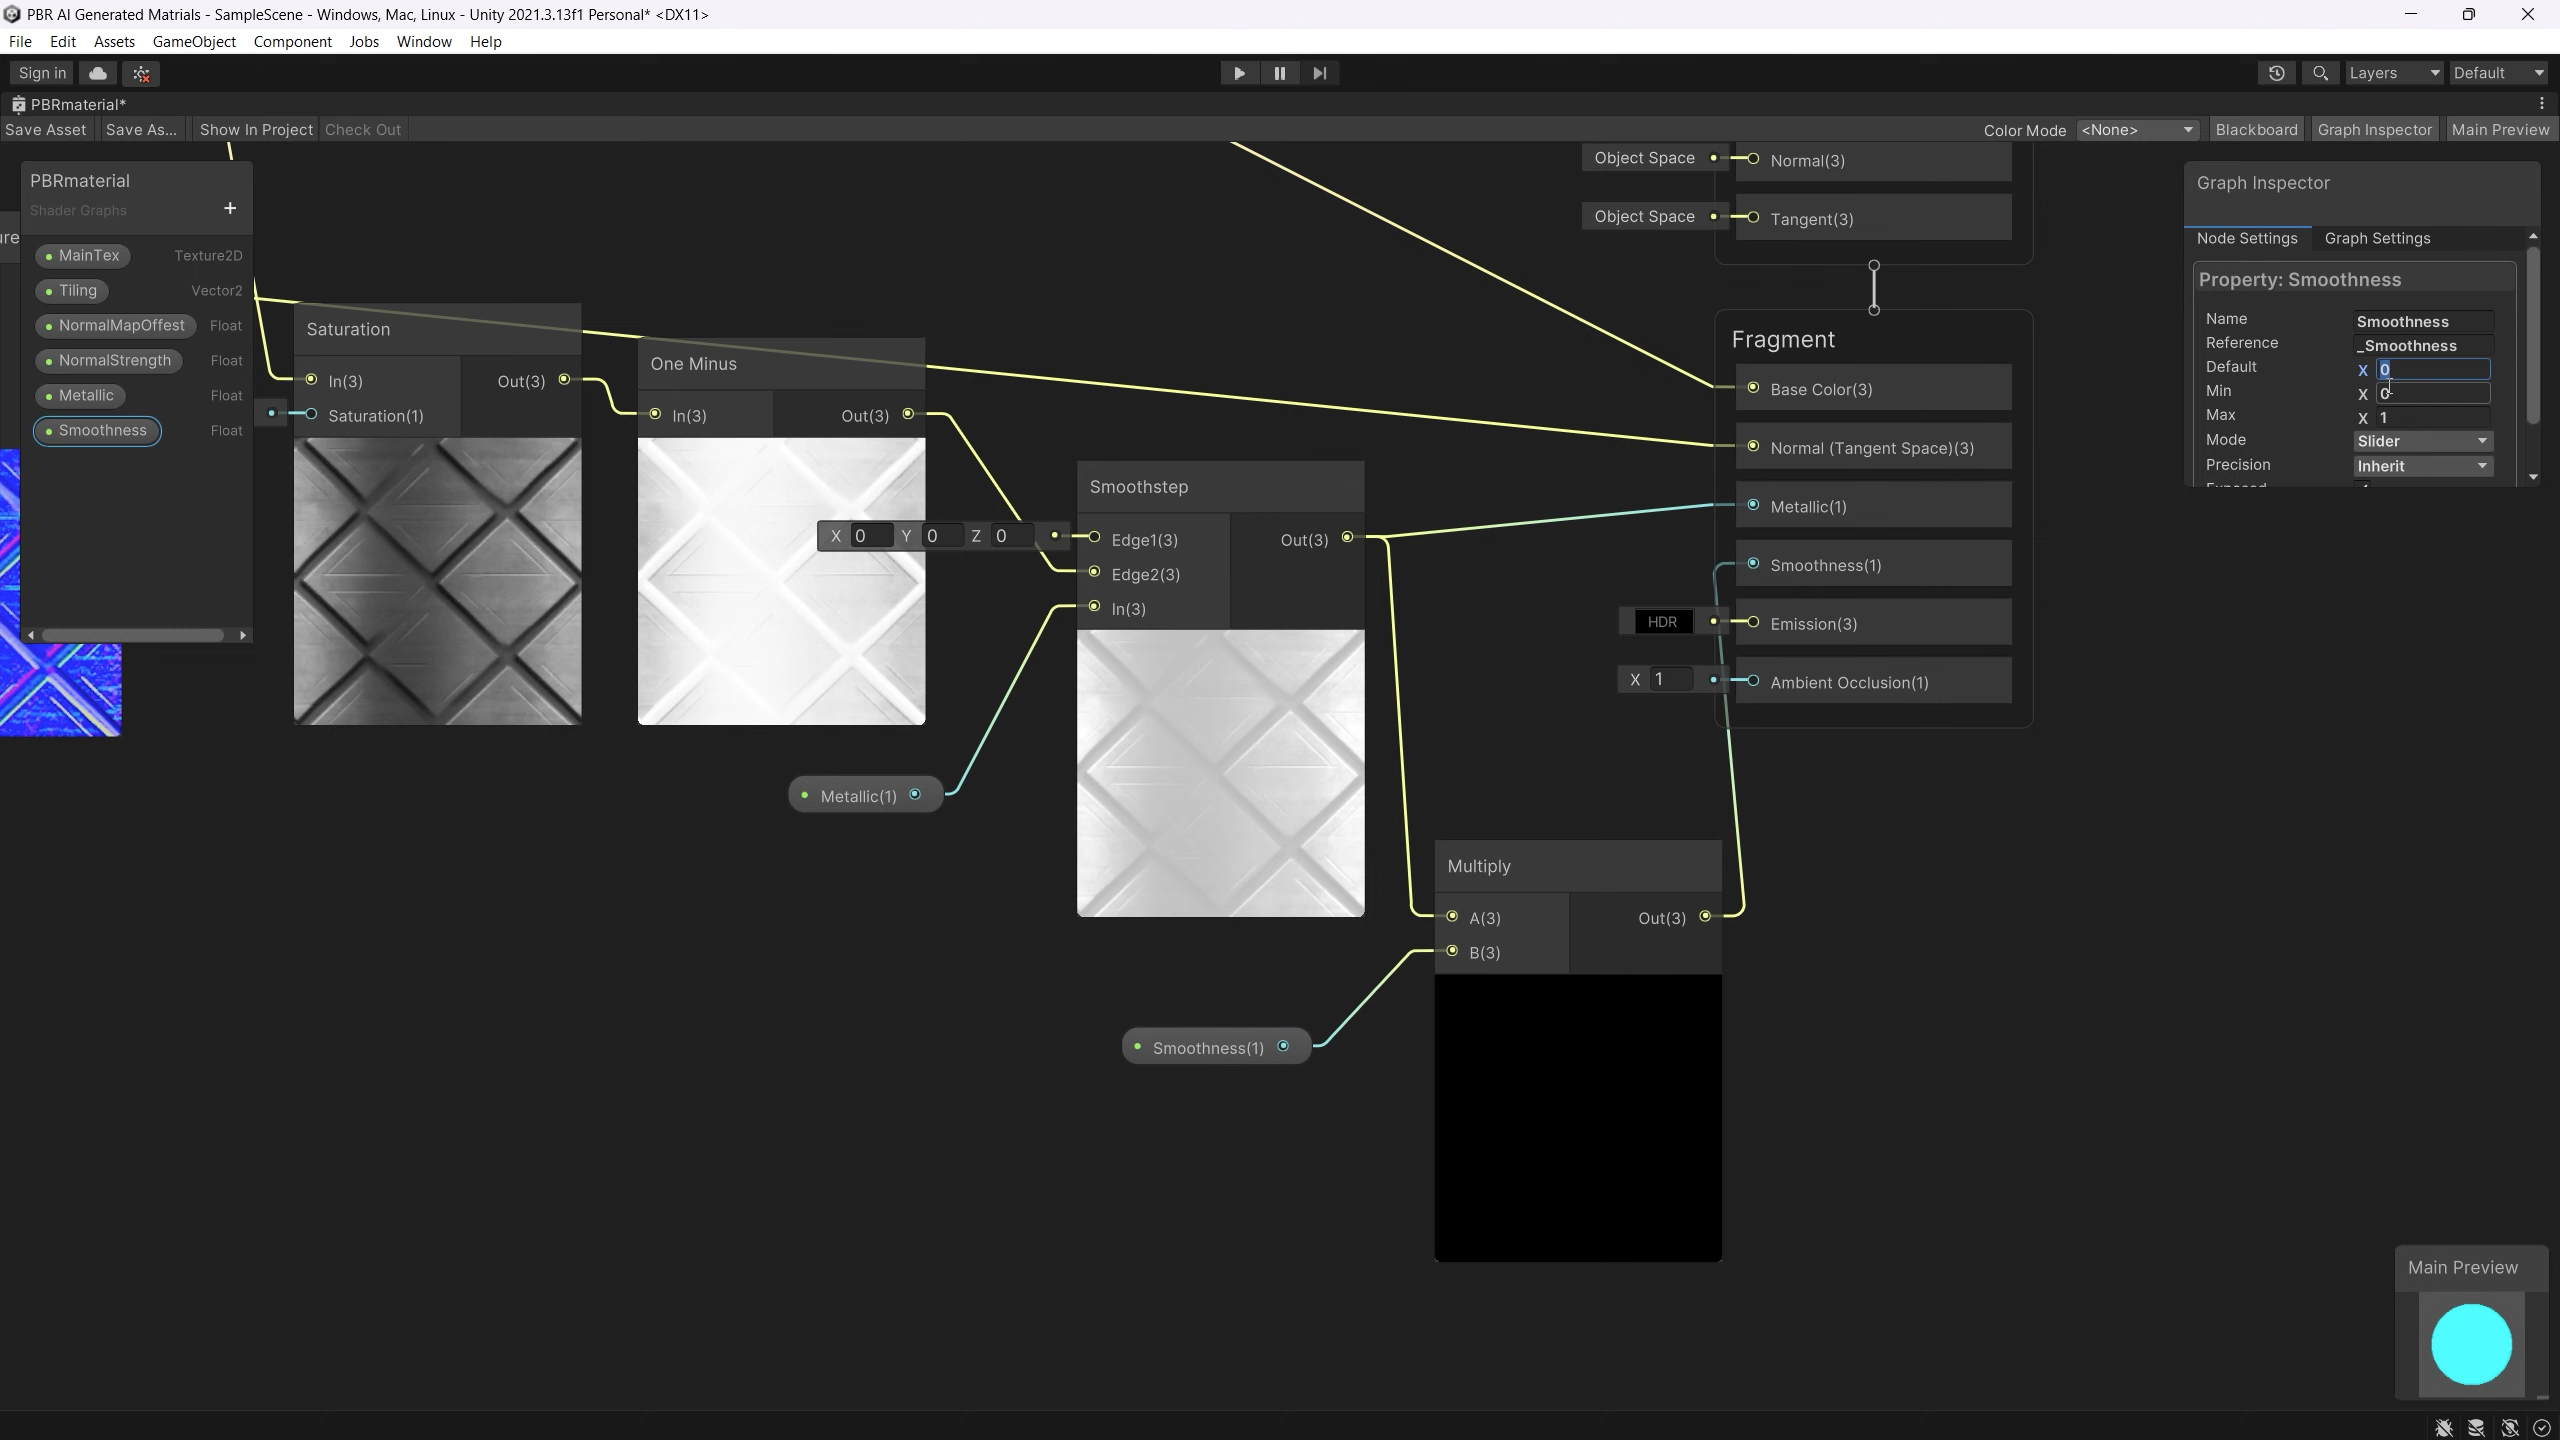 PBR AI Generated Matrials - SampleScene - Windows, Mac, Linux - Unity 2021.3.13f1 Personal* <DX11>
File Edit Assets GameObject Component Jobs Window Help
Sign in
Layers
Default
PBRmaterial*
Save Asset
Save As...
Show In Project
Check Out
Color Mode
<None>
Blackboard
Graph Inspector
Main Preview
PBRmaterial
Shader Graphs
+
MainTex Texture2D
Tiling Vector2
NormalMapOffest Float
NormalStrength Float
Metallic Float
Smoothness Float
Saturation
In(3)
Out(3)
Saturation(1)
One Minus
In(3)
Out(3)
X 0 Y 0 Z 0
Smoothstep
Edge1(3)
Out(3)
Edge2(3)
In(3)
Metallic(1)
Smoothness(1)
Multiply
A(3)
Out(3)
B(3)
Object Space
Normal(3)
Object Space
Tangent(3)
Fragment
Base Color(3)
Normal (Tangent Space)(3)
Metallic(1)
Smoothness(1)
HDR
Emission(3)
X 1
Ambient Occlusion(1)
Graph Inspector
Node Settings
Graph Settings
Property: Smoothness
Name Smoothness
Reference _Smoothness
Default X 0
Min X 0
Max X 1
Mode Slider
Precision Inherit
Main Preview